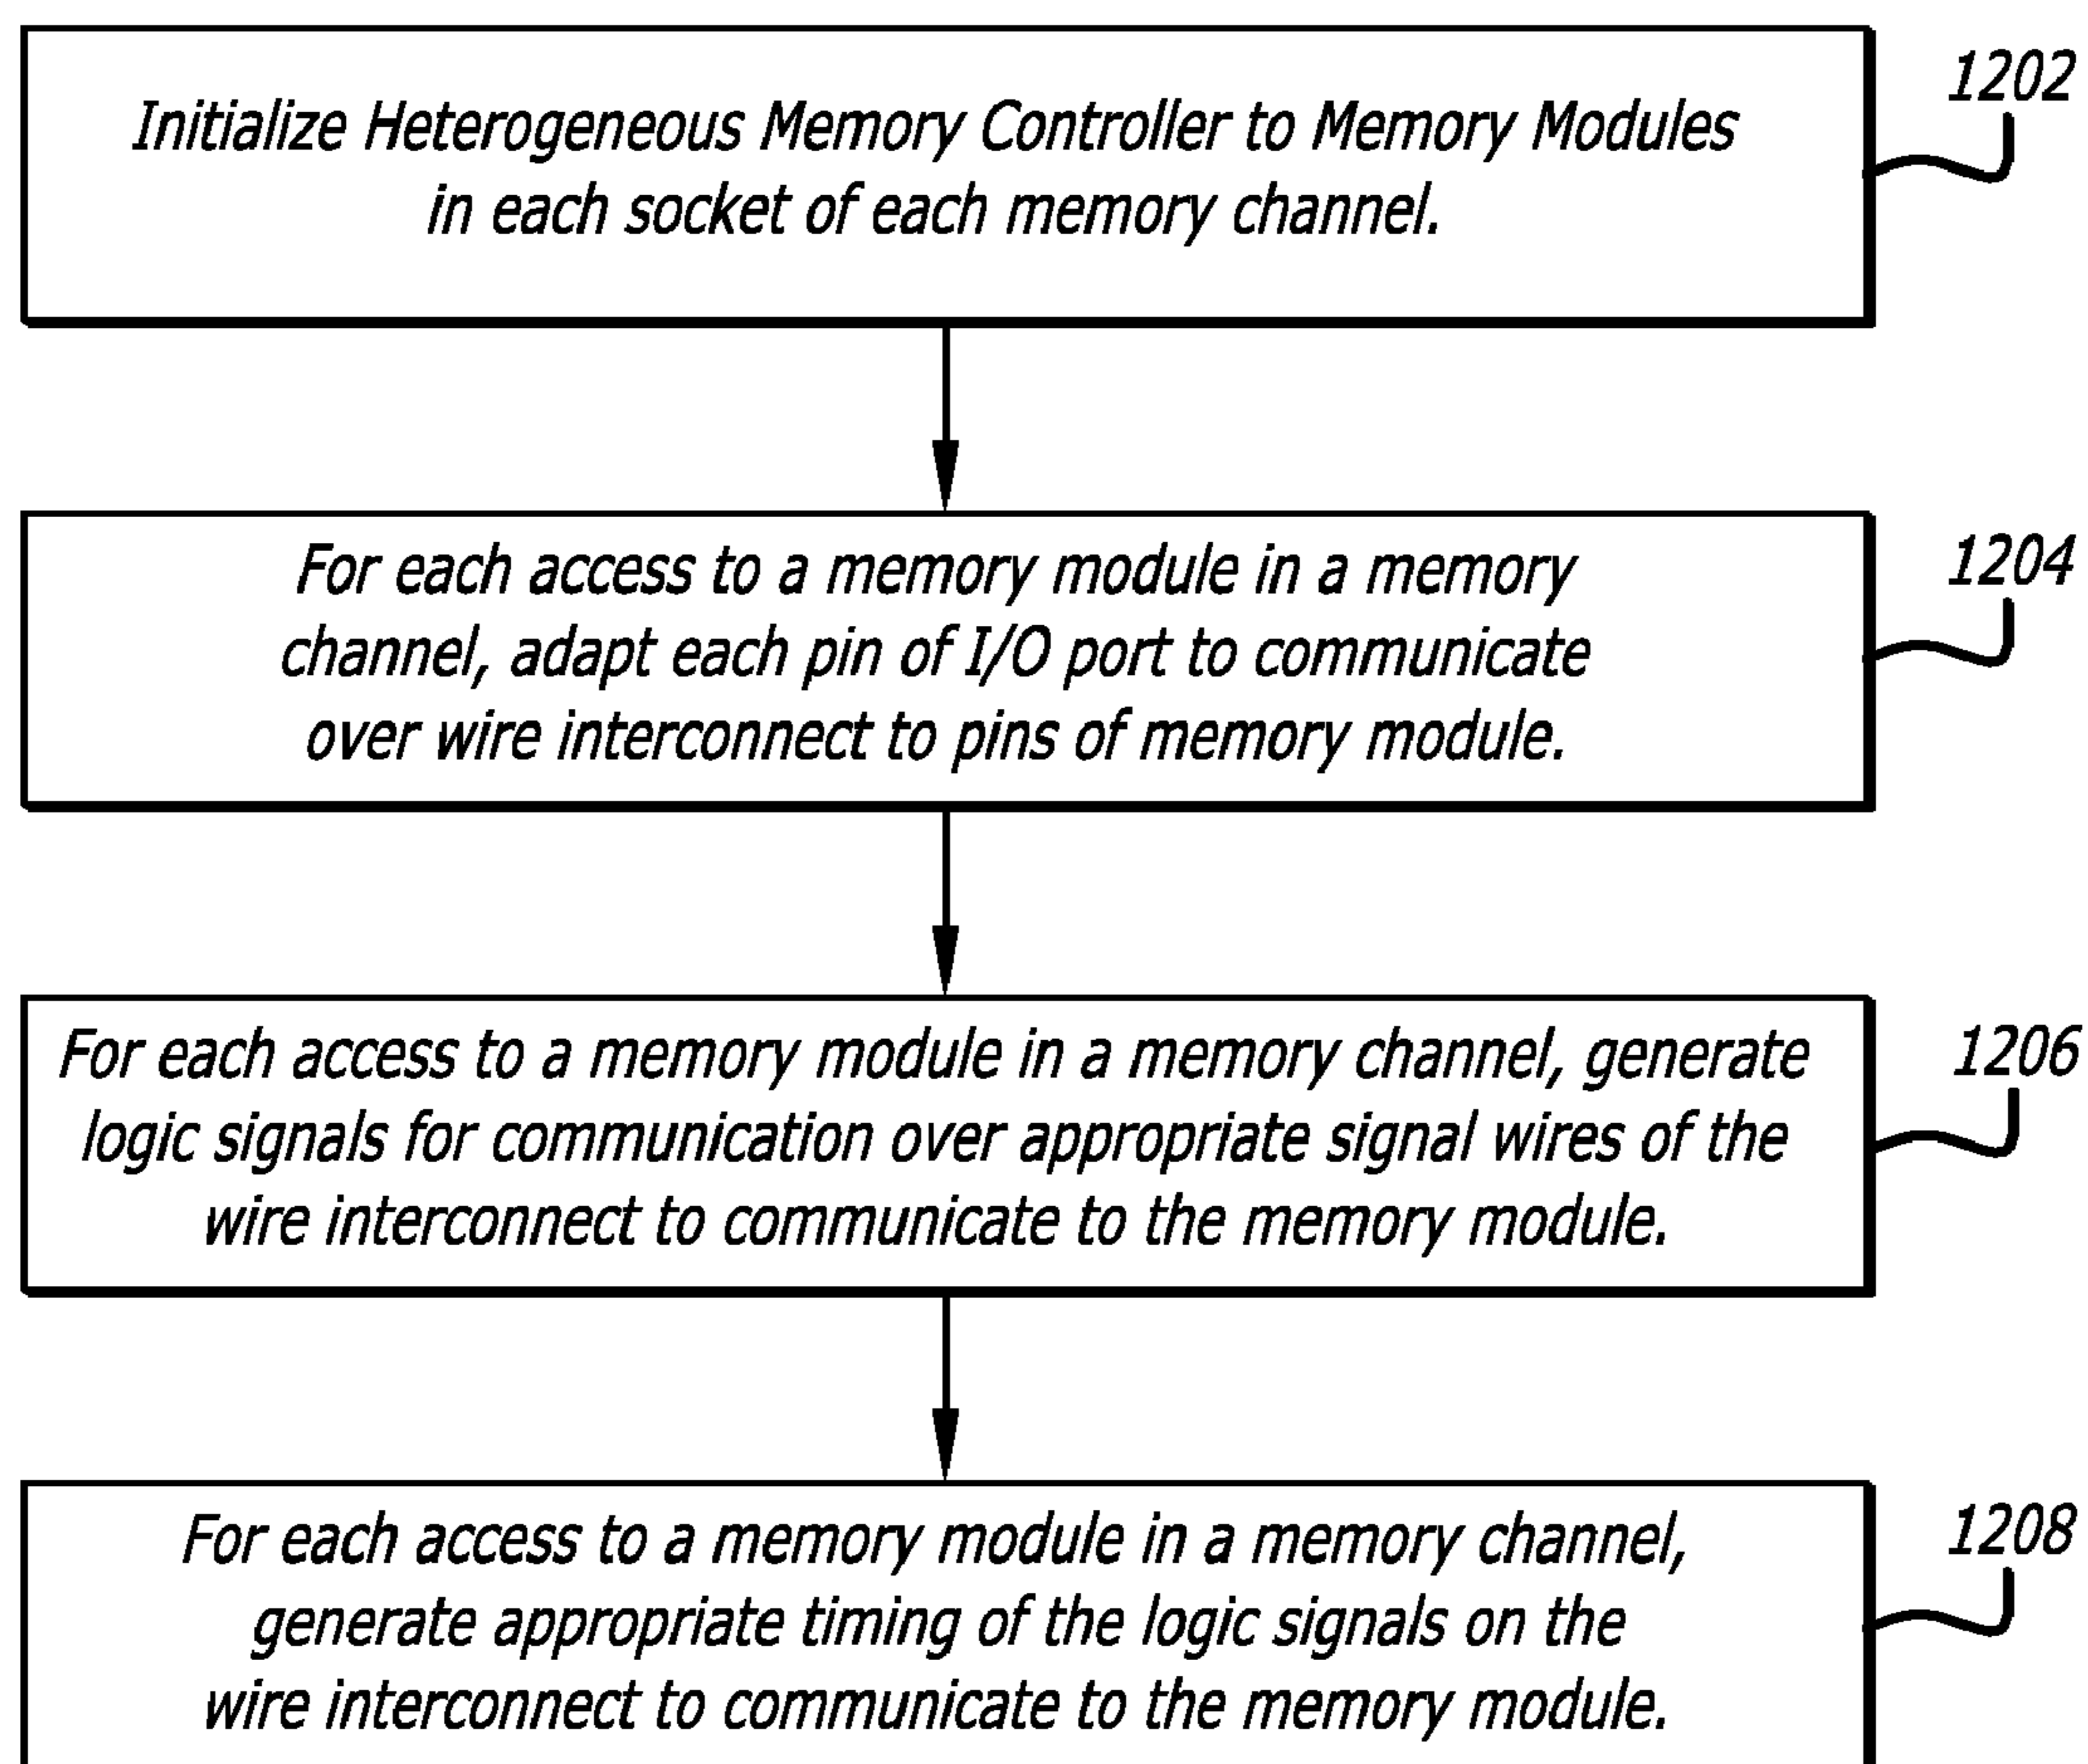 Initialize Heterogeneous Memory Controller to Memory Modules
in each socket of each memory channel.
1202
For each access to a memory module in a memory
channel, adapt each pin of I/O port to communicate
over wire interconnect to pins of memory module.
1204
For each access to a memory module in a memory channel, generate
logic signals for communication over appropriate signal wires of the
wire interconnect to communicate to the memory module.
1206
For each access to a memory module in a memory channel,
generate appropriate timing of the logic signals on the
wire interconnect to communicate to the memory module.
1208